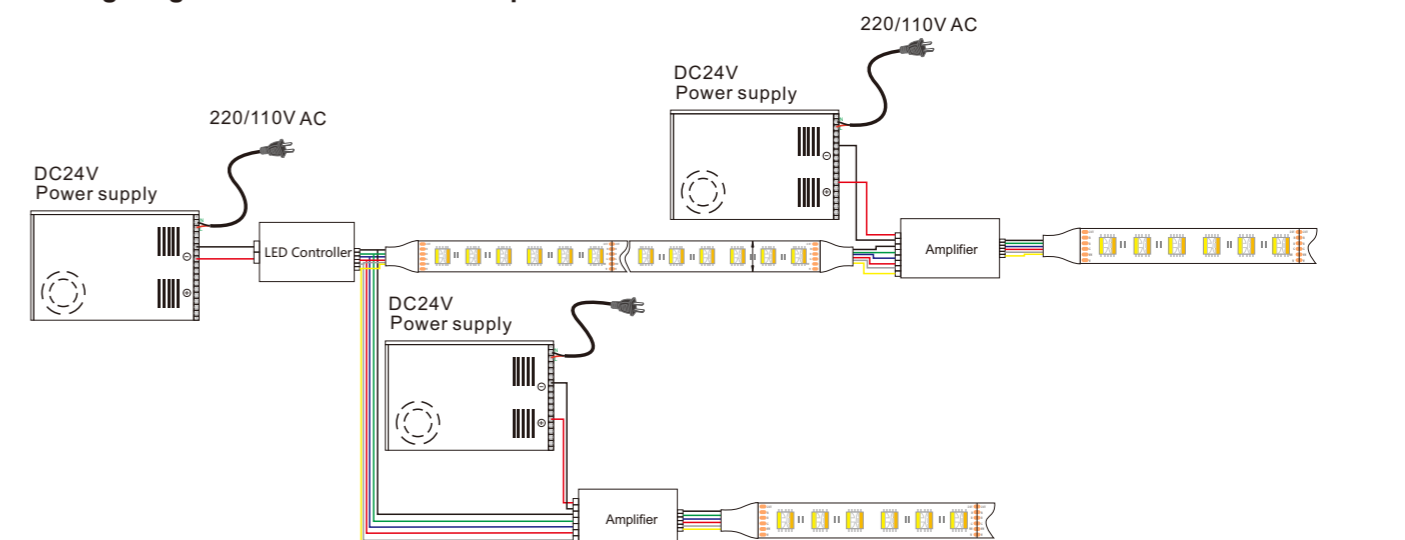 220/110V AC
DC24V
Power supply
220/110V AC
DC24V
Power supply
LED Controller
Amplifier
DC24V
Power supply
Amplifier